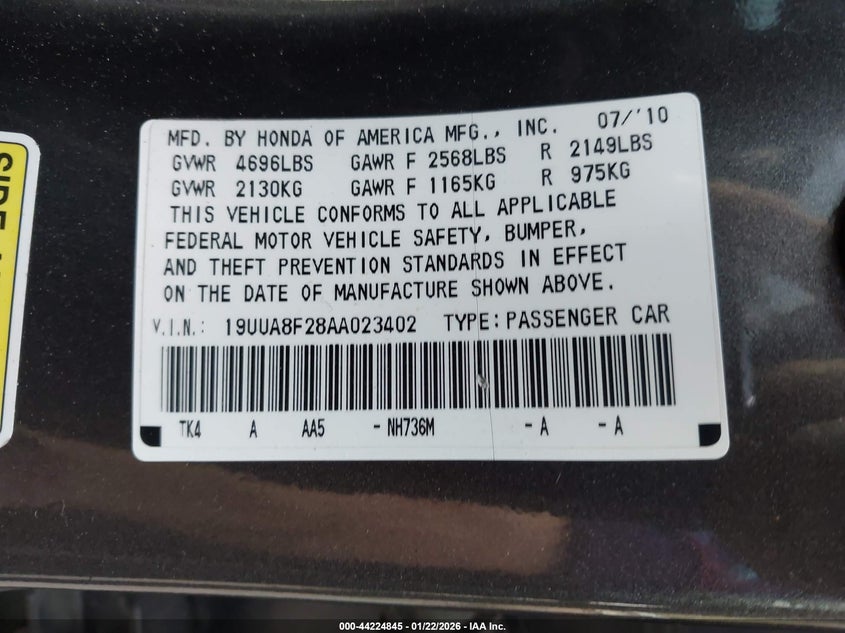 MFD. BY HONDA OF AMERICA MFG., INC. 07/'10
GVWR 4696LBS GAWR F 2568LBS R 2149LBS
GVWR 2130KG GAWR F 1165KG R 975KG
THIS VEHICLE CONFORMS TO ALL APPLICABLE
FEDERAL MOTOR VEHICLE SAFETY, BUMPER,
AND THEFT PREVENTION STANDARDS IN EFFECT
ON THE DATE OF MANUFACTURE SHOWN ABOVE.
V.I.N.: 19UUA8F28AA023402 TYPE: PASSENGER CAR
TK4 A AA5 - NH736M - A - A
SIDE
000-44224845 - 01/22/2026 - IAA Inc.